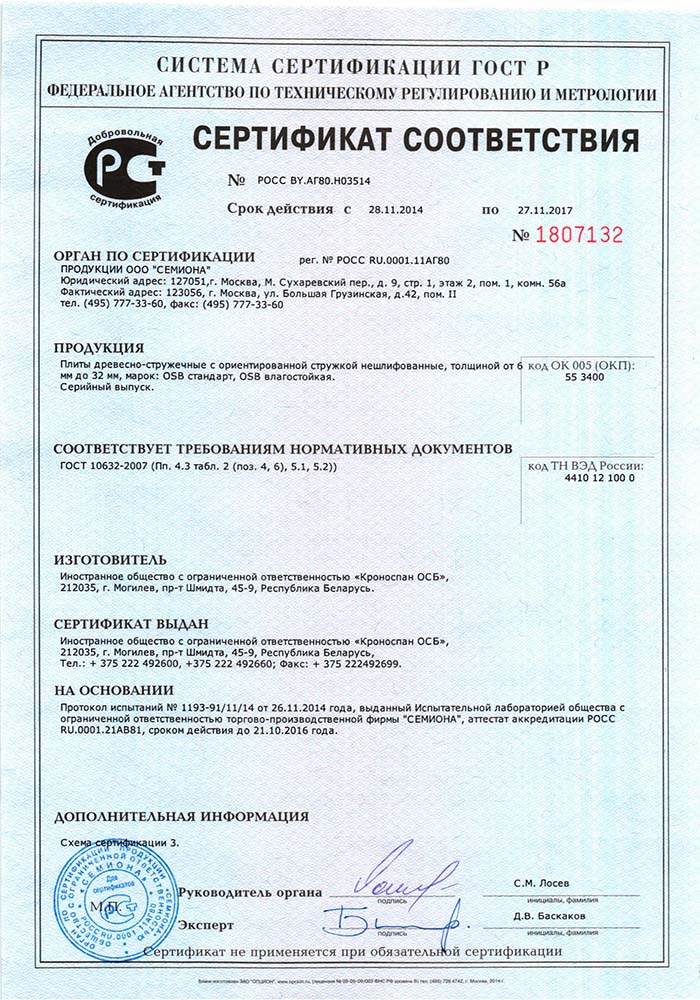 СИСТЕМА СЕРТИФИКАЦИИ ГОСТ Р
ФЕДЕРАЛЬНОЕ АГЕНТСТВО ПО ТЕХНИЧЕСКОМУ РЕГУЛИРОВАНИЮ И МЕТРОЛОГИИ
Добровольная
РСТ
сертификация
СЕРТИФИКАТ СООТВЕТСТВИЯ
№ РОСС BY.АГ80.Н03514
Срок действия с 28.11.2014 по 27.11.2017
№ 1807132
ОРГАН ПО СЕРТИФИКАЦИИ рег. № РОСС RU.0001.11АГ80
ПРОДУКЦИИ ООО "СЕМИОНА"
Юридический адрес: 127051,г. Москва, М. Сухаревский пер., д. 9, стр. 1, этаж 2, пом. 1, комн. 56а
Фактический адрес: 123056, г. Москва, ул. Большая Грузинская, д.42, пом. II
тел. (495) 777-33-60, факс: (495) 777-33-60
ПРОДУКЦИЯ
Плиты древесно-стружечные с ориентированной стружкой нешлифованные, толщиной от 6
мм до 32 мм, марок: OSB стандарт, OSB влагостойкая.
Серийный выпуск.
код ОК 005 (ОКП):
55 3400
СООТВЕТСТВУЕТ ТРЕБОВАНИЯМ НОРМАТИВНЫХ ДОКУМЕНТОВ
ГОСТ 10632-2007 (Пп. 4.3 табл. 2 (поз. 4, 6), 5.1, 5.2))
код ТН ВЭД России:
4410 12 100 0
ИЗГОТОВИТЕЛЬ
Иностранное общество с ограниченной ответственностью «Кроноспан ОСБ»,
212035, г. Могилев, пр-т Шмидта, 45-9, Республика Беларусь.
СЕРТИФИКАТ ВЫДАН
Иностранное общество с ограниченной ответственностью «Кроноспан ОСБ»,
212035, г. Могилев, пр-т Шмидта, 45-9, Республика Беларусь,
Тел.: + 375 222 492600, +375 222 492660; Факс: + 375 222492699.
НА ОСНОВАНИИ
Протокол испытаний № 1193-91/11/14 от 26.11.2014 года, выданный Испытательной лабораторией общества с
ограниченной ответственностью торгово-производственной фирмы "СЕМИОНА", аттестат аккредитации РОСС
RU.0001.21АВ81, сроком действия до 21.10.2016 года.
ДОПОЛНИТЕЛЬНАЯ ИНФОРМАЦИЯ
Схема сертификации 3.
"СЕМИОНА"
Для
сертификатов
М.П.
РОСС RU.0001.11АГ80
Руководитель органа
подпись
С.М. Лосев
инициалы, фамилия
Эксперт
подпись
Д.В. Баскаков
инициалы, фамилия
Сертификат не применяется при обязательной сертификации